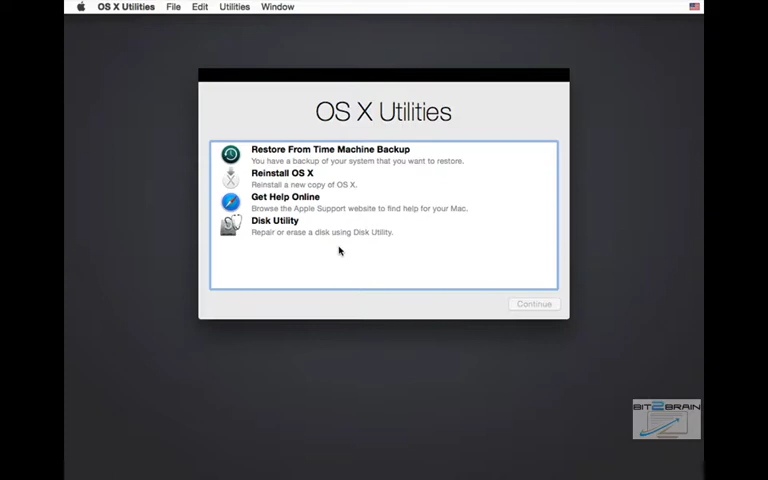 OS X Utilities File Edit Utilities Window
OS X Utilities
Restore From Time Machine Backup
You have a backup of your system that you want to restore.
Reinstall OS X
Reinstall a new copy of OS X.
Get Help Online
Browse the Apple Support website to find help for your Mac.
Disk Utility
Repair or erase a disk using Disk Utility.
Continue
BIT2BRAIN